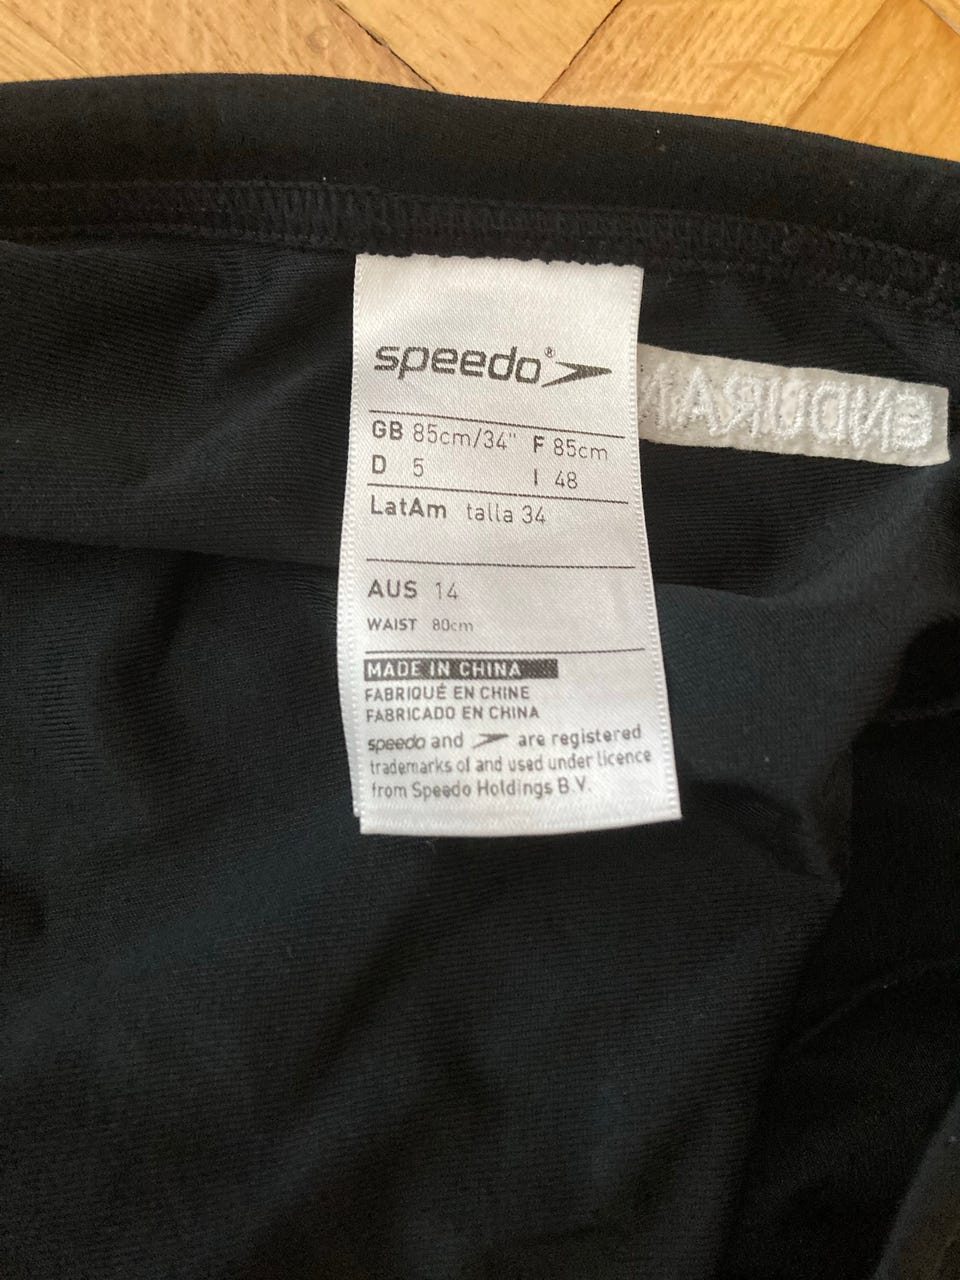 speedo®
GB 85cm/34" F 85cm
D 5 I 48
LatAm talla 34
AUS 14
WAIST 80cm
MADE IN CHINA
FABRIQUÉ EN CHINE
FABRICADO EN CHINA
speedo and are registered
trademarks of and used under licence
from Speedo Holdings B.V.
ENDURAN